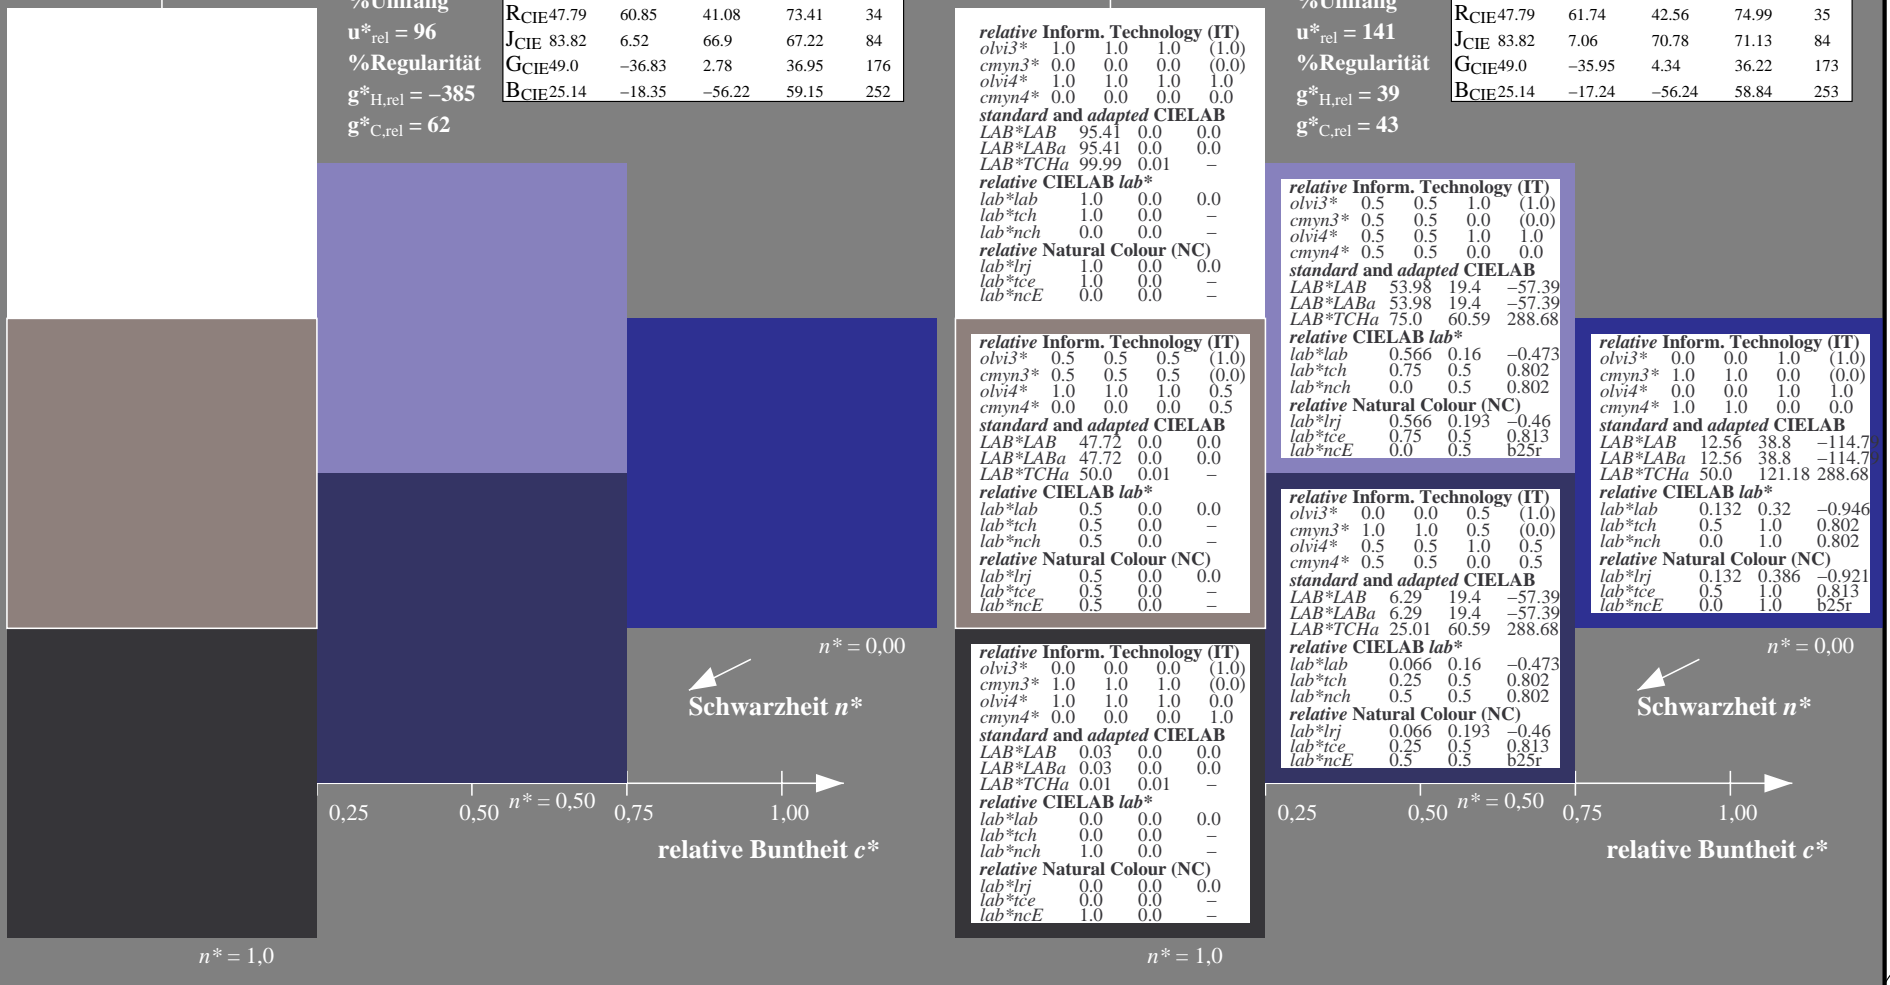 %Umfang
u*rel = 96
%Regularität
g*H,rel = −385
g*C,rel = 62
RCIE 47.79 60.85 41.08 73.41 34
JCIE 83.82 6.52 66.9 67.22 84
GCIE 49.0 −36.83 2.78 36.95 176
BCIE 25.14 −18.35 −56.22 59.15 252
n* = 0,00
Schwarzheit n*
0,25 0,50 n* = 0,50 0,75 1,00
relative Buntheit c*
n* = 1,0
relative Inform. Technology (IT)
olvi3* 1.0 1.0 1.0 (1.0)
cmyn3* 0.0 0.0 0.0 (0.0)
olvi4* 1.0 1.0 1.0 1.0
cmyn4* 0.0 0.0 0.0 0.0
standard and adapted CIELAB
LAB*LAB 95.41 0.0 0.0
LAB*LABa 95.41 0.0 0.0
LAB*TCHa 99.99 0.01 –
relative CIELAB lab*
lab*lab 1.0 0.0 0.0
lab*tch 1.0 0.0 –
lab*nch 0.0 0.0 –
relative Natural Colour (NC)
lab*lrj 1.0 0.0 0.0
lab*tce 1.0 0.0 –
lab*ncE 0.0 0.0 –
relative Inform. Technology (IT)
olvi3* 0.5 0.5 0.5 (1.0)
cmyn3* 0.5 0.5 0.5 (0.0)
olvi4* 1.0 1.0 1.0 0.5
cmyn4* 0.0 0.0 0.0 0.5
standard and adapted CIELAB
LAB*LAB 47.72 0.0 0.0
LAB*LABa 47.72 0.0 0.0
LAB*TCHa 50.0 0.01 –
relative CIELAB lab*
lab*lab 0.5 0.0 0.0
lab*tch 0.5 0.0 –
lab*nch 0.5 0.0 –
relative Natural Colour (NC)
lab*lrj 0.5 0.0 0.0
lab*tce 0.5 0.0 –
lab*ncE 0.5 0.0 –
relative Inform. Technology (IT)
olvi3* 0.0 0.0 0.0 (1.0)
cmyn3* 1.0 1.0 1.0 (0.0)
olvi4* 1.0 1.0 1.0 0.0
cmyn4* 0.0 0.0 0.0 1.0
standard and adapted CIELAB
LAB*LAB 0.03 0.0 0.0
LAB*LABa 0.03 0.0 0.0
LAB*TCHa 0.01 0.01 –
relative CIELAB lab*
lab*lab 0.0 0.0 0.0
lab*tch 0.0 0.0 –
lab*nch 1.0 0.0 –
relative Natural Colour (NC)
lab*lrj 0.0 0.0 0.0
lab*tce 0.0 0.0 –
lab*ncE 1.0 0.0 –
n* = 1,0
%Umfang
u*rel = 141
%Regularität
g*H,rel = 39
g*C,rel = 43
RCIE 47.79 61.74 42.56 74.99 35
JCIE 83.82 7.06 70.78 71.13 84
GCIE 49.0 −35.95 4.34 36.22 173
BCIE 25.14 −17.24 −56.24 58.84 253
relative Inform. Technology (IT)
olvi3* 0.5 0.5 1.0 (1.0)
cmyn3* 0.5 0.5 0.0 (0.0)
olvi4* 0.5 0.5 1.0 1.0
cmyn4* 0.5 0.5 0.0 0.0
standard and adapted CIELAB
LAB*LAB 53.98 19.4 −57.39
LAB*LABa 53.98 19.4 −57.39
LAB*TCHa 75.0 60.59 288.68
relative CIELAB lab*
lab*lab 0.566 0.16 −0.473
lab*tch 0.75 0.5 0.802
lab*nch 0.0 0.5 0.802
relative Natural Colour (NC)
lab*lrj 0.566 0.193 −0.46
lab*tce 0.75 0.5 0.813
lab*ncE 0.0 0.5 b25r
relative Inform. Technology (IT)
olvi3* 0.0 0.0 0.5 (1.0)
cmyn3* 1.0 1.0 0.5 (0.0)
olvi4* 0.5 0.5 1.0 0.5
cmyn4* 0.5 0.5 0.0 0.5
standard and adapted CIELAB
LAB*LAB 6.29 19.4 −57.39
LAB*LABa 6.29 19.4 −57.39
LAB*TCHa 25.01 60.59 288.68
relative CIELAB lab*
lab*lab 0.066 0.16 −0.473
lab*tch 0.25 0.5 0.802
lab*nch 0.5 0.5 0.802
relative Natural Colour (NC)
lab*lrj 0.066 0.193 −0.46
lab*tce 0.25 0.5 0.813
lab*ncE 0.5 0.5 b25r
relative Inform. Technology (IT)
olvi3* 0.0 0.0 1.0 (1.0)
cmyn3* 1.0 1.0 0.0 (0.0)
olvi4* 0.0 0.0 1.0 1.0
cmyn4* 1.0 1.0 0.0 0.0
standard and adapted CIELAB
LAB*LAB 12.56 38.8 −114.7
LAB*LABa 12.56 38.8 −114.7
LAB*TCHa 50.0 121.18 288.68
relative CIELAB lab*
lab*lab 0.132 0.32 −0.946
lab*tch 0.5 1.0 0.802
lab*nch 0.0 1.0 0.802
relative Natural Colour (NC)
lab*lrj 0.132 0.386 −0.921
lab*tce 0.5 1.0 0.813
lab*ncE 0.0 1.0 b25r
n* = 0,00
Schwarzheit n*
0,25 0,50 n* = 0,50 0,75 1,00
relative Buntheit c*